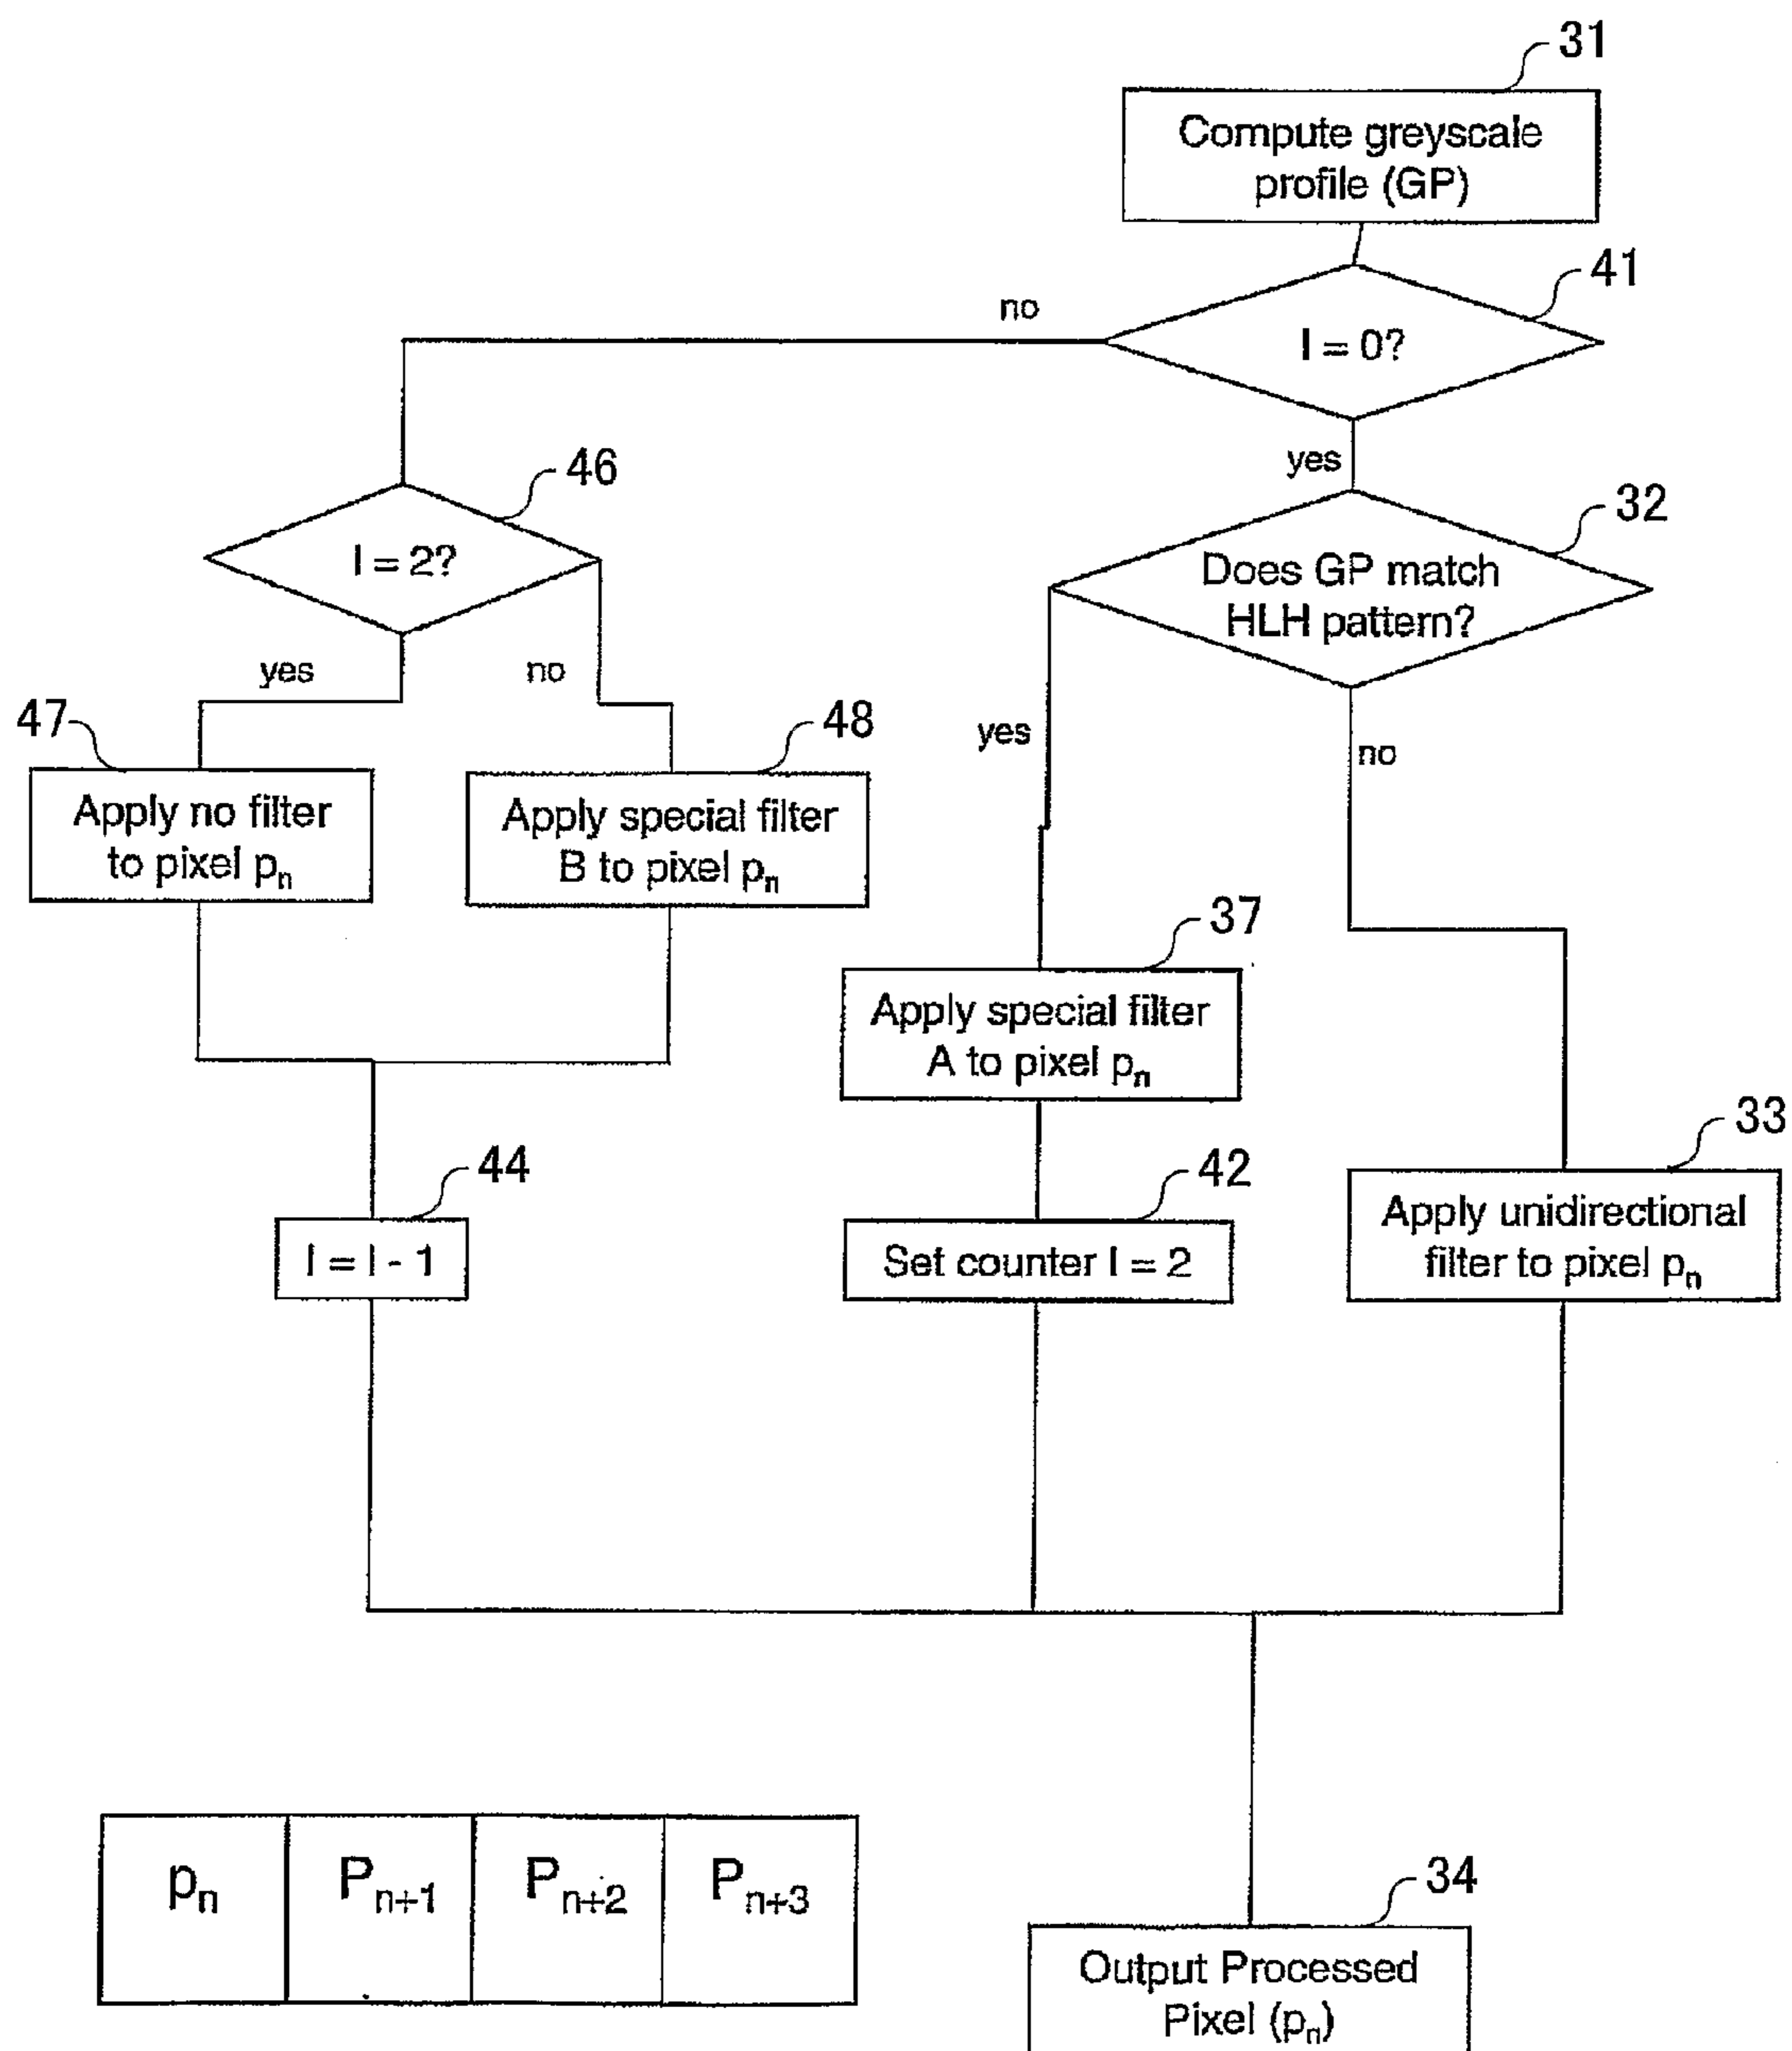 31
Compute greyscale
profile (GP)
41
I = 0?
no
yes
46
I = 2?
32
Does GP match
HLH pattern?
yes
no
yes
no
47
Apply no filter
to pixel pn
48
Apply special filter
B to pixel pn
37
Apply special filter
A to pixel pn
33
Apply unidirectional
filter to pixel pn
44
I = I - 1
42
Set counter I = 2
pn
Pn+1
Pn+2
Pn+3
34
Output Processed
Pixel (pn)